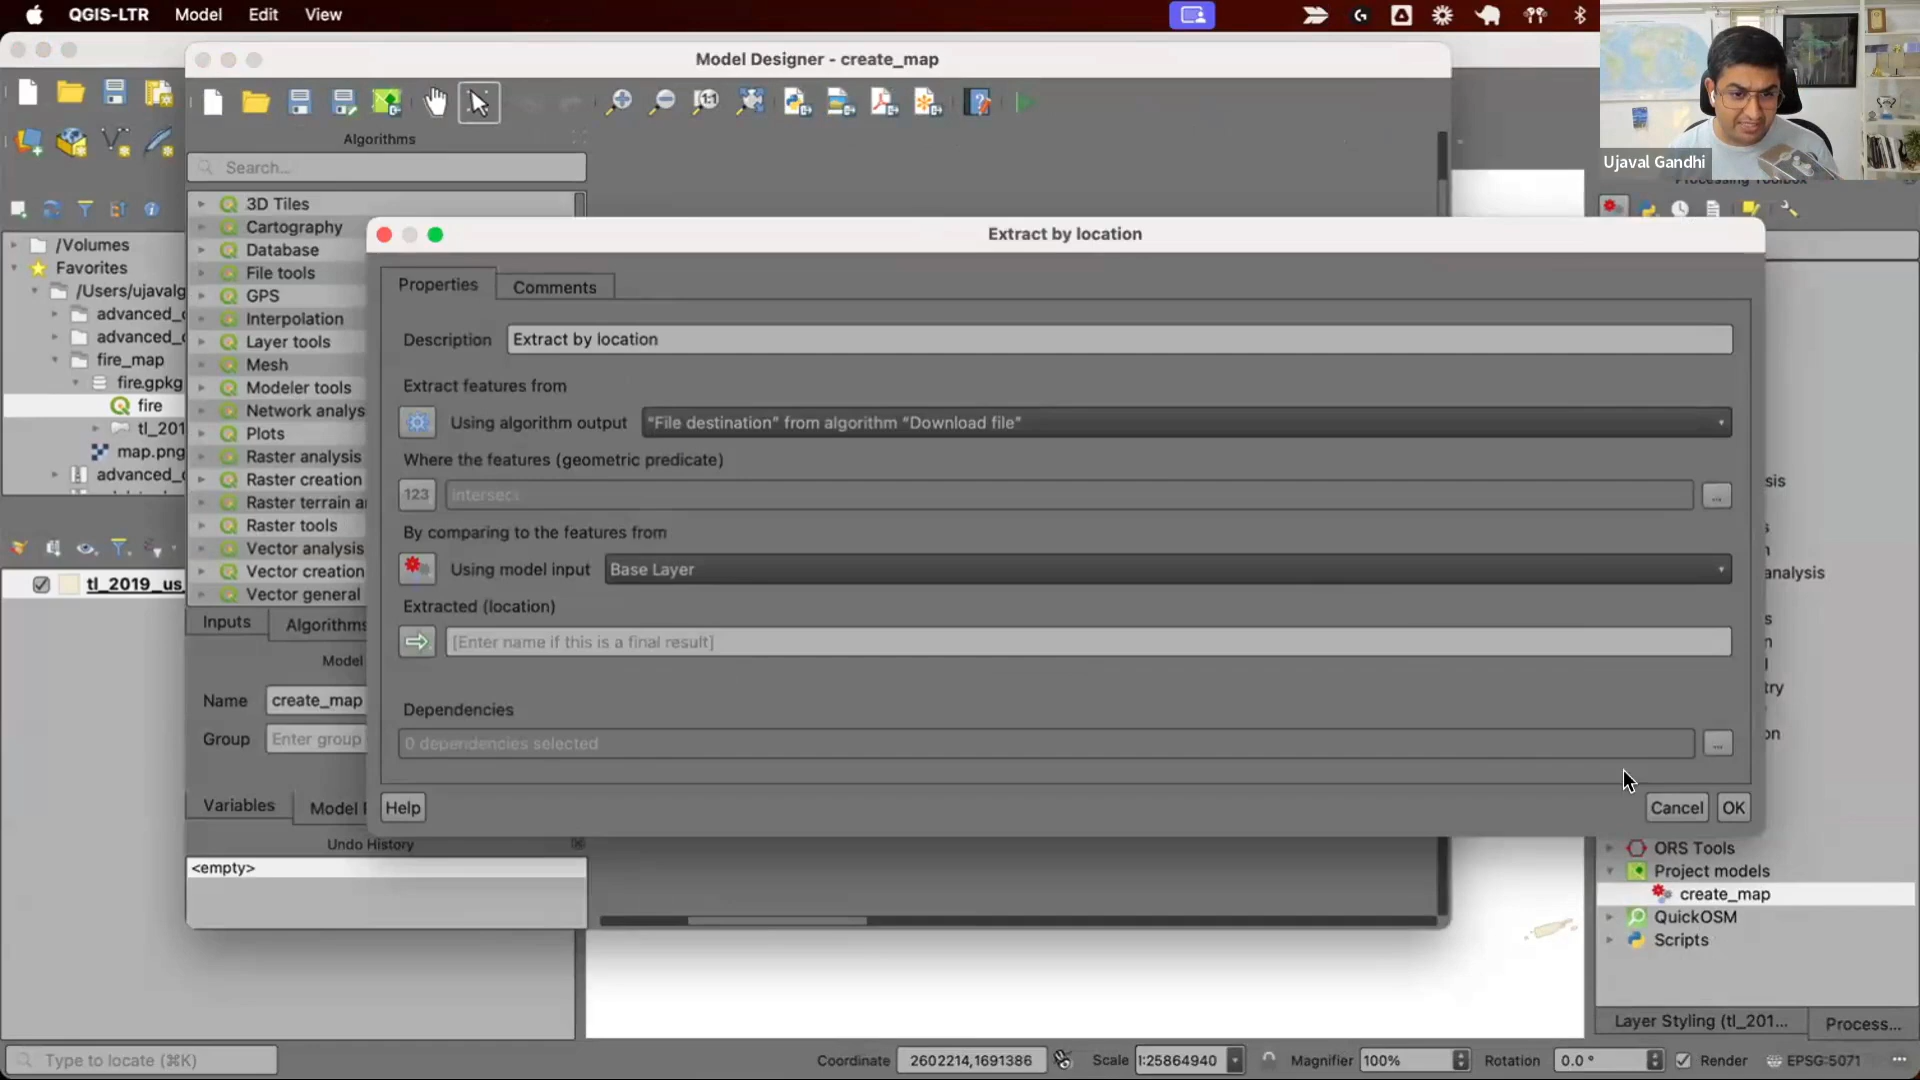 QGIS-LTR Model Edit View
Model Designer - create_map
Ujaval Gandhi
Algorithms
Search...
3D Tiles
Cartography
Database
File tools
GPS
Interpolation
Layer tools
Mesh
Modeler tools
Network analys
Plots
Raster analysis
Raster creation
Raster terrain a
Raster tools
Vector analysis
Vector creation
Vector general
Inputs Algorithms
Model
Name create_map
Group Enter group
Variables Model
Undo History
<empty>
/Volumes
Favorites
/Users/ujavalg
advanced_
advanced_
fire_map
fire.gpkg
fire
tl_201
map.png
advanced_
tl_2019_us_
Extract by location
Properties Comments
Description Extract by location
Extract features from
Using algorithm output "File destination" from algorithm "Download file"
Where the features (geometric predicate)
123 intersect
...
By comparing to the features from
Using model input Base Layer
Extracted (location)
[Enter name if this is a final result]
Dependencies
0 dependencies selected
...
Help Cancel OK
sis
analysis
try
on
ORS Tools
Project models
create_map
QuickOSM
Scripts
Layer Styling (tl_201... Process...
Type to locate (⌘K) Coordinate 2602214,1691386 Scale 1:25864940 Magnifier 100% Rotation 0.0 ° Render EPSG:5071